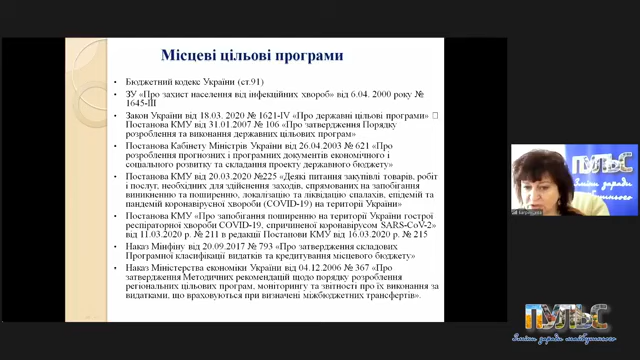 Місцеві цільові програми
• Бюджетний кодекс України (ст.91)
• ЗУ «Про захист населення від інфекційних хвороб» від 6.04. 2000 року №
1645-III
• Закон України від 18.03. 2020 № 1621-IV «Про державні цільові програми»
Постанова КМУ від 31.01.2007 № 106 «Про затвердження Порядку
розроблення та виконання державних цільових програм»
• Постанова Кабінету Міністрів України від 26.04.2003 № 621 «Про
розроблення прогнозних і програмних документів економічного і
соціального розвитку та складання проекту державного бюджету»
• Постанова КМУ від 20.03.2020 №225 «Деякі питання закупівлі товарів, робіт
і послуг, необхідних для здійснення заходів, спрямованих на запобігання
виникненню та поширенню, локалізацію та ліквідацію спалахів, епідемій та
пандемій коронавірусної хвороби (COVID-19) на території України»
• Постанова КМУ «Про запобігання поширенню на території України гострої
респіраторної хвороби COVID-19, спричиненої коронавірусом SARS-CoV-2»
від 11.03.2020 р. № 211 в редакції Постанови КМУ від 16.03.2020 р. № 215
• Наказ Мінфіну від 20.09.2017 № 793 «Про затвердження складових
Програмної класифікації видатків та кредитування місцевого бюджету»
• Наказ Міністерства економіки України від 04.12.2006 № 367 «Про
затвердження Методичних рекомендацій щодо порядку розроблення
регіональних цільових програм, моніторингу та звітності про їх виконання за
видатками, що враховуються при визначені міжбюджетних трансфертів».
ПУЛЬС
Зміни заради
майбутнього
ПУЛЬС
Зміни заради майбутнього